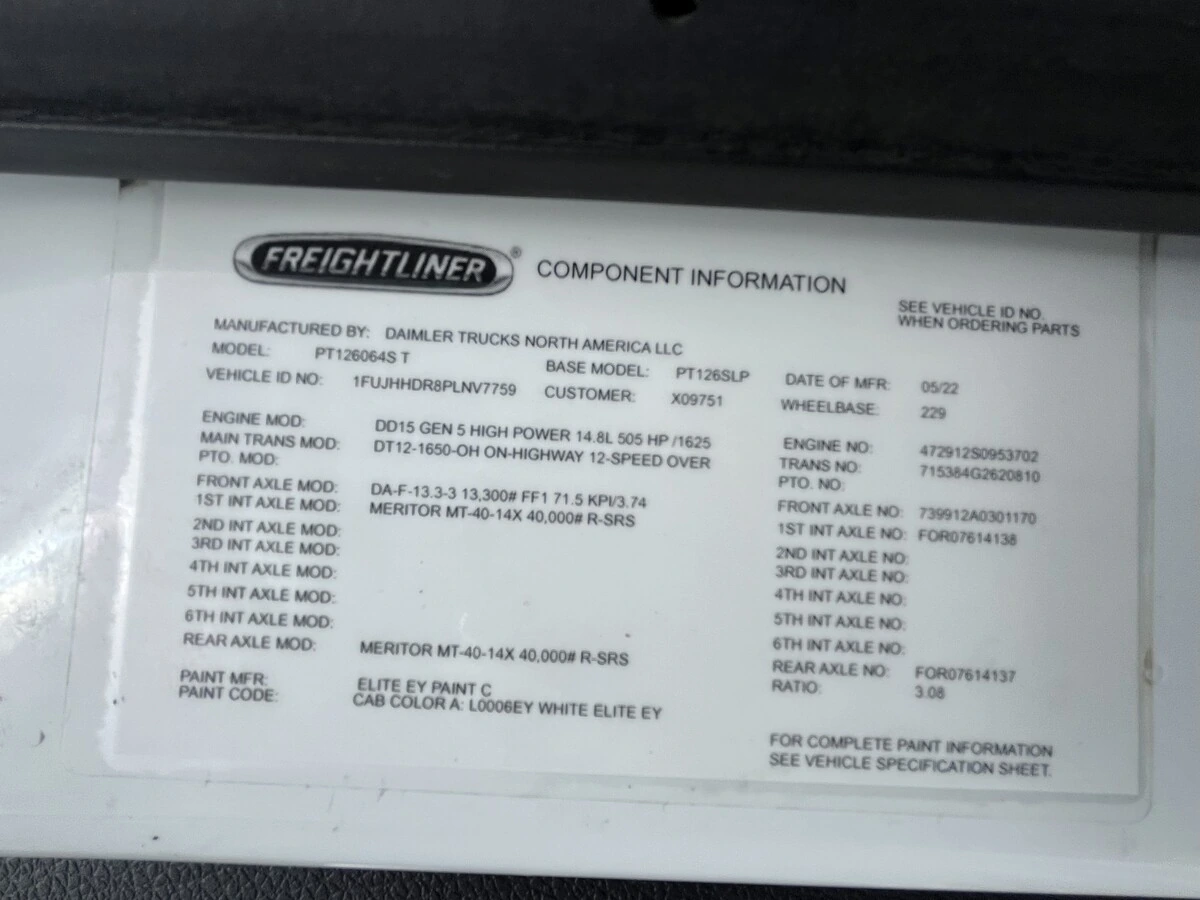 FREIGHTLINER® COMPONENT INFORMATION
SEE VEHICLE ID NO.
WHEN ORDERING PARTS
MANUFACTURED BY: DAIMLER TRUCKS NORTH AMERICA LLC
MODEL: PT126064S T BASE MODEL: PT126SLP DATE OF MFR: 05/22
VEHICLE ID NO: 1FUJHHDR8PLNV7759 CUSTOMER: X09751 WHEELBASE: 229
ENGINE MOD: DD15 GEN 5 HIGH POWER 14.8L 505 HP /1625 ENGINE NO: 472912S0953702
MAIN TRANS MOD: DT12-1650-OH ON-HIGHWAY 12-SPEED OVER TRANS NO: 715384G2620810
PTO. MOD: PTO. NO:
FRONT AXLE MOD: DA-F-13.3-3 13,300# FF1 71.5 KPI/3.74 FRONT AXLE NO: 739912A0301170
1ST INT AXLE MOD: MERITOR MT-40-14X 40,000# R-SRS 1ST INT AXLE NO: FOR07614138
2ND INT AXLE MOD: 2ND INT AXLE NO:
3RD INT AXLE MOD: 3RD INT AXLE NO:
4TH INT AXLE MOD: 4TH INT AXLE NO:
5TH INT AXLE MOD: 5TH INT AXLE NO:
6TH INT AXLE MOD: 6TH INT AXLE NO:
REAR AXLE MOD: MERITOR MT-40-14X 40,000# R-SRS REAR AXLE NO: FOR07614137
RATIO: 3.08
PAINT MFR: ELITE EY PAINT C
PAINT CODE: CAB COLOR A: L0006EY WHITE ELITE EY
FOR COMPLETE PAINT INFORMATION
SEE VEHICLE SPECIFICATION SHEET.